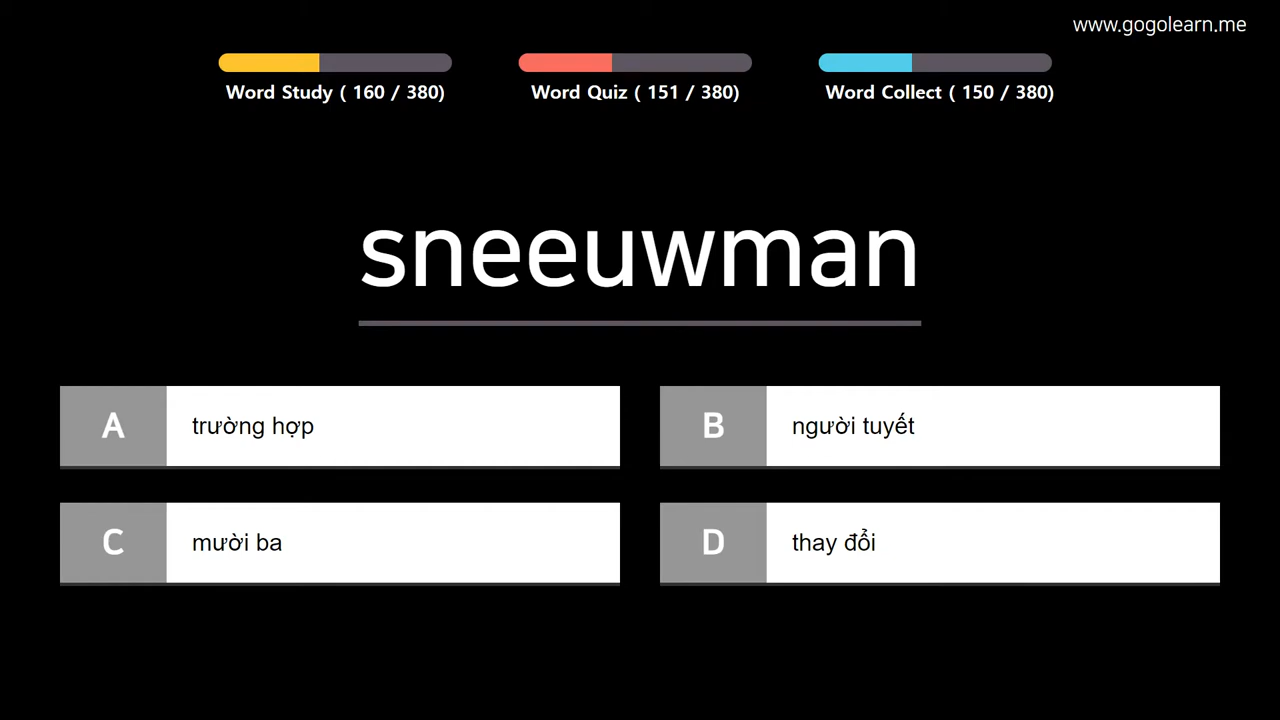 www.gogolearn.me
Word Study ( 160 / 380)
Word Quiz ( 151 / 380)
Word Collect ( 150 / 380)
sneeuwman
A trường hợp
B người tuyết
C mười ba
D thay đổi